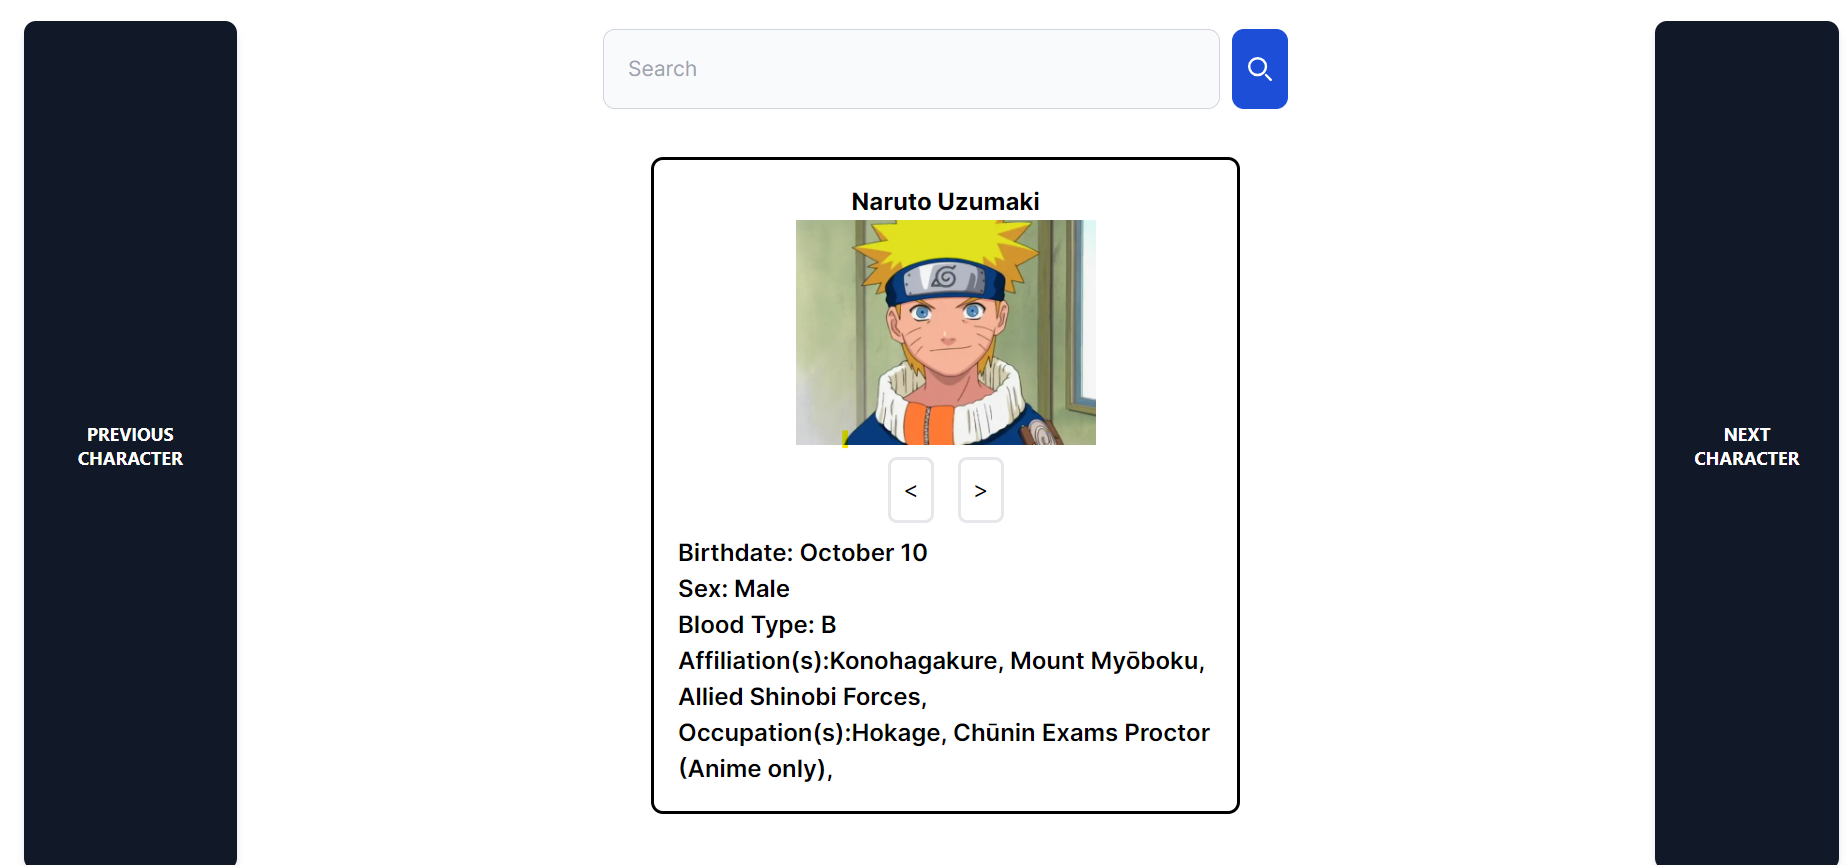 Search
Naruto Uzumaki
PREVIOUS
CHARACTER
NEXT
CHARACTER
<
>
Birthdate: October 10
Sex: Male
Blood Type: B
Affiliation(s):Konohagakure, Mount Myōboku,
Allied Shinobi Forces,
Occupation(s):Hokage, Chūnin Exams Proctor
(Anime only),